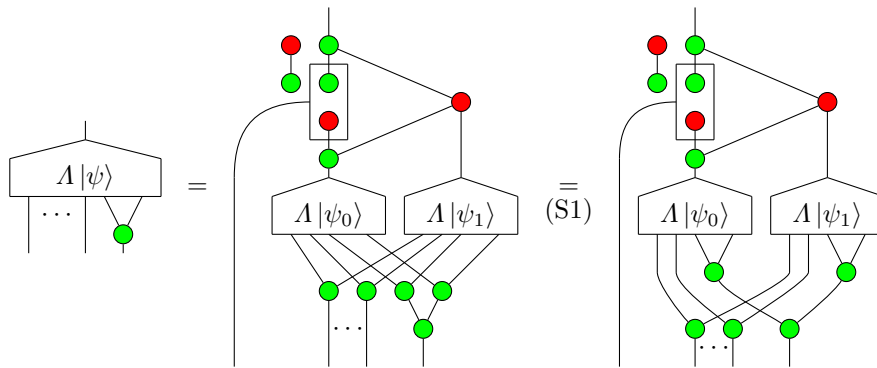 Λ |ψ⟩
· · ·
=
Λ |ψ₀⟩
Λ |ψ₁⟩
· · ·
=
(S1)
Λ |ψ₀⟩
Λ |ψ₁⟩
· · ·